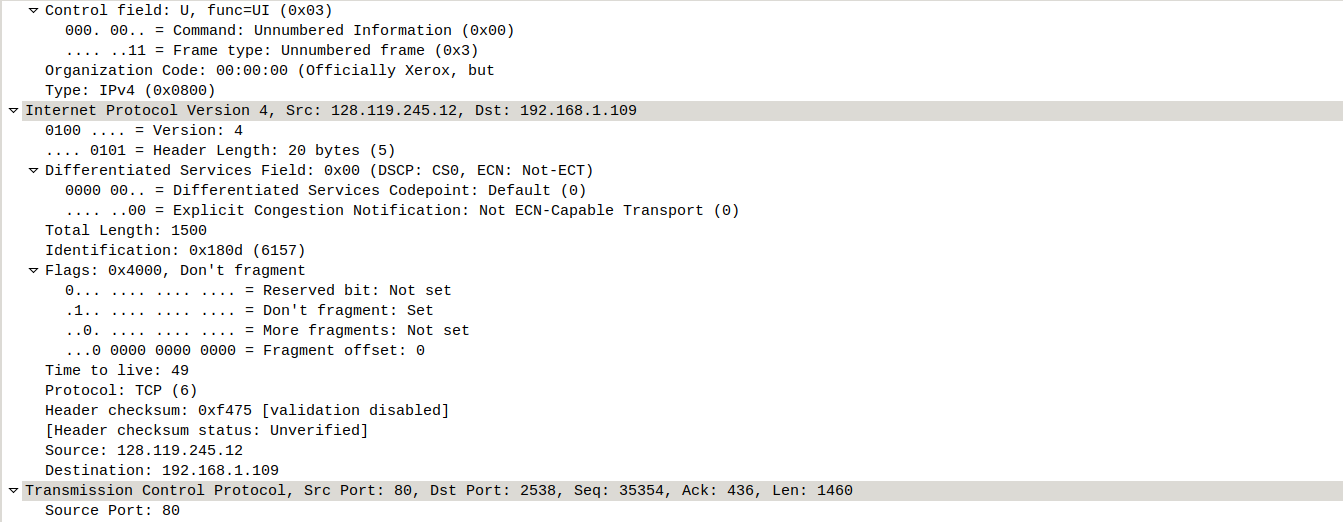 Control field: U, func=UI (0x03)
000. 00.. = Command: Unnumbered Information (0x00)
.... ..11 = Frame type: Unnumbered frame (0x3)
Organization Code: 00:00:00 (Officially Xerox, but
Type: IPv4 (0x0800)
Internet Protocol Version 4, Src: 128.119.245.12, Dst: 192.168.1.109
0100 .... = Version: 4
.... 0101 = Header Length: 20 bytes (5)
Differentiated Services Field: 0x00 (DSCP: CS0, ECN: Not-ECT)
0000 00.. = Differentiated Services Codepoint: Default (0)
.... ..00 = Explicit Congestion Notification: Not ECN-Capable Transport (0)
Total Length: 1500
Identification: 0x180d (6157)
Flags: 0x4000, Don't fragment
0... .... .... .... = Reserved bit: Not set
.1.. .... .... .... = Don't fragment: Set
..0. .... .... .... = More fragments: Not set
...0 0000 0000 0000 = Fragment offset: 0
Time to live: 49
Protocol: TCP (6)
Header checksum: 0xf475 [validation disabled]
[Header checksum status: Unverified]
Source: 128.119.245.12
Destination: 192.168.1.109
Transmission Control Protocol, Src Port: 80, Dst Port: 2538, Seq: 35354, Ack: 436, Len: 1460
Source Port: 80